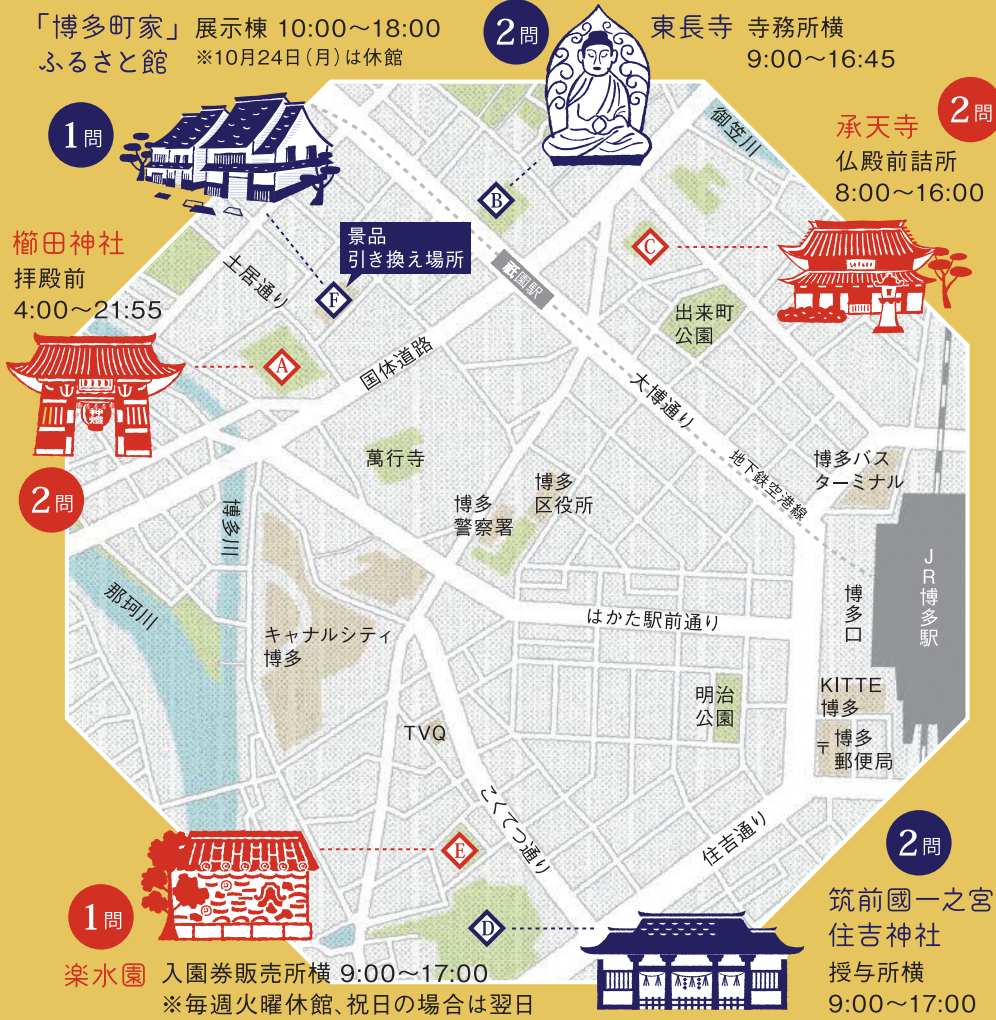 「博多町家」
ふるさと館
展示棟 10:00〜18:00
※10月24日(月)は休館
1問
2問
東長寺 寺務所横
9:00〜16:45
2問
承天寺
仏殿前詰所
8:00〜16:00
櫛田神社
拝殿前
4:00〜21:55
2問
神燈
景品
引き換え場所
御笠川
B
C
F
A
土居通り
祇園駅
出来町
公園
国体道路
大博通り
地下鉄空港線
博多バス
ターミナル
萬行寺
博多
区役所
博多
警察署
博多川
那珂川
JR博多駅
博多口
はかた駅前通り
キャナルシティ
博多
明治
公園
KITTE
博多
〒博多
郵便局
TVQ
こくてつ通り
住吉通り
E
D
1問
楽水園
入園券販売所横 9:00〜17:00
※毎週火曜休館、祝日の場合は翌日
2問
筑前國一之宮
住吉神社
授与所横
9:00〜17:00